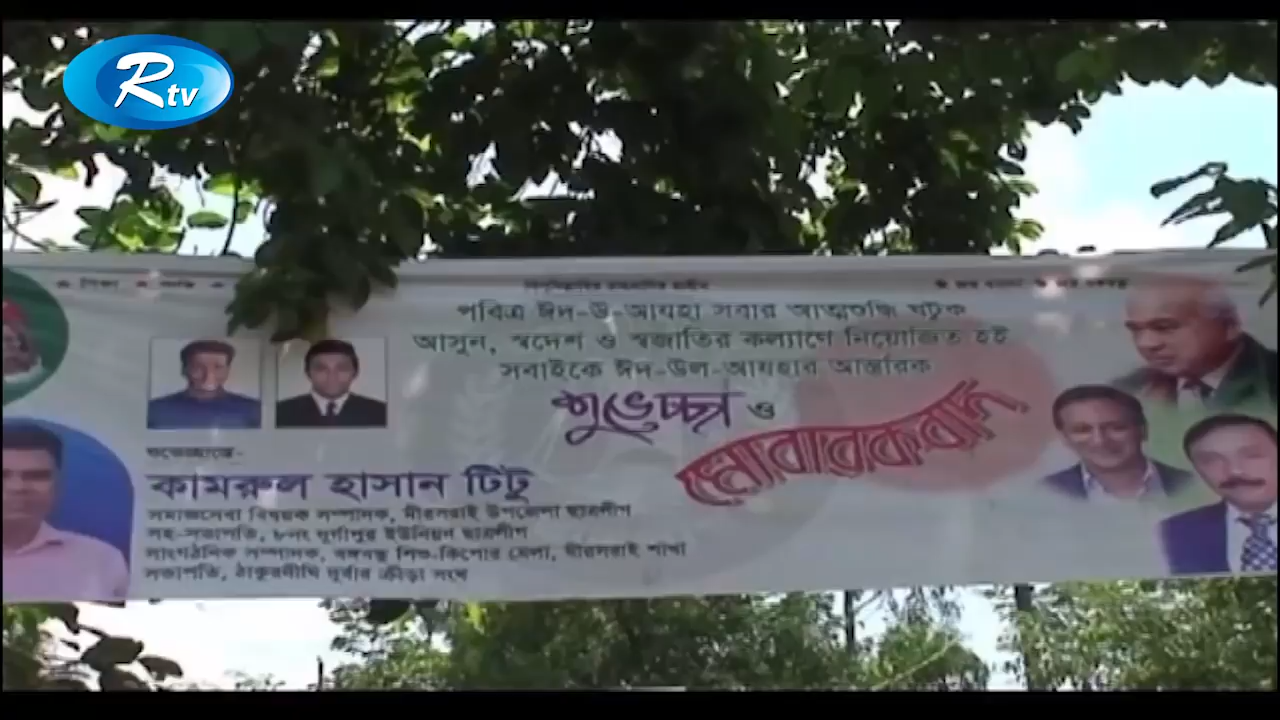 Rtv
পবিত্র ঈদ-উ-আযহা সবার আত্মশুদ্ধি ঘটুক
আসুন, স্বদেশ ও স্বজাতির কল্যাণে নিয়োজিত হই
সবাইকে ঈদ-উল-আযহার আন্তরিক
শুভেচ্ছা ও
মোবারকবাদ
শুভেচ্ছান্তে-
কামরুল হাসান টিটু
সমাজসেবা বিষয়ক সম্পাদক, মীরসরাই উপজেলা ছাত্রলীগ
সহ-সভাপতি, ৮নং দূর্গাপুর ইউনিয়ন ছাত্রলীগ
সাংগঠনিক সম্পাদক, বঙ্গবন্ধু শিশু-কিশোর মেলা, মীরসরাই শাখা
সভাপতি, ঠাকুরদীঘি দূর্বার ক্রীড়া সংঘ